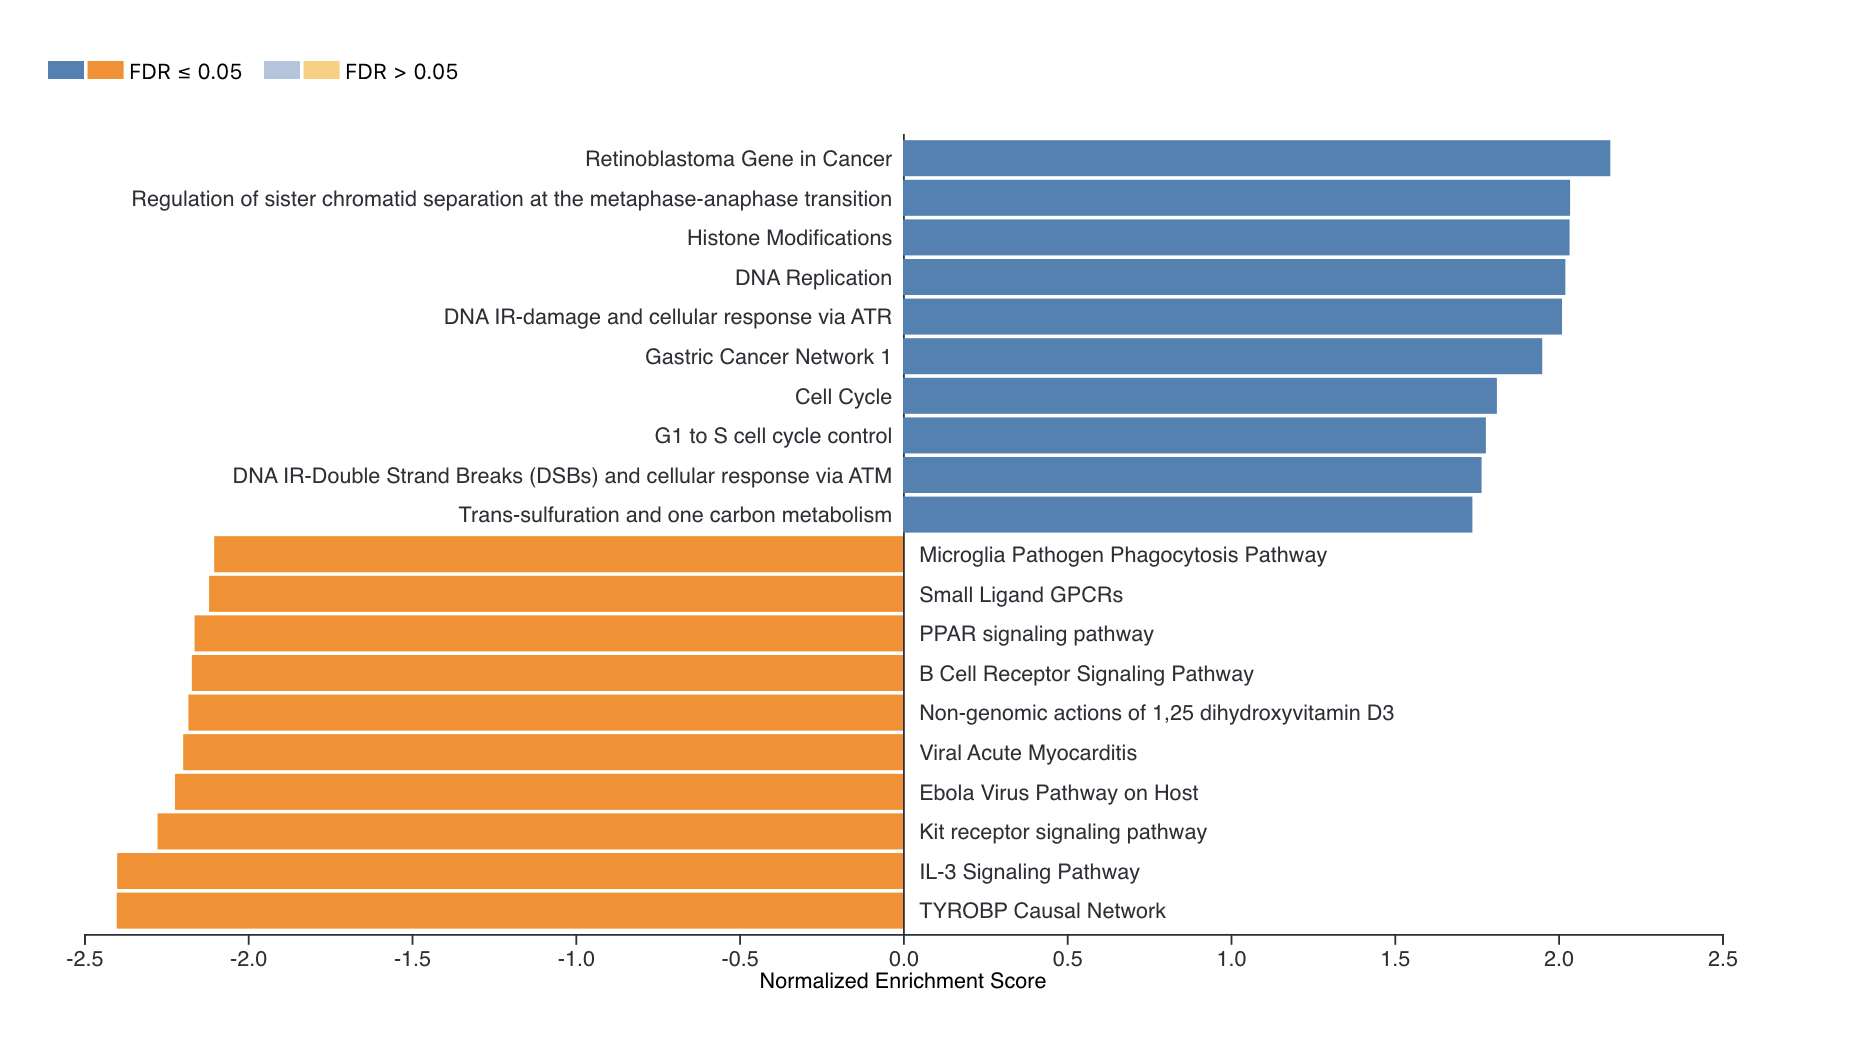 FDR ≤ 0.05 FDR > 0.05
Retinoblastoma Gene in Cancer
Regulation of sister chromatid separation at the metaphase-anaphase transition
Histone Modifications
DNA Replication
DNA IR-damage and cellular response via ATR
Gastric Cancer Network 1
Cell Cycle
G1 to S cell cycle control
DNA IR-Double Strand Breaks (DSBs) and cellular response via ATM
Trans-sulfuration and one carbon metabolism
Microglia Pathogen Phagocytosis Pathway
Small Ligand GPCRs
PPAR signaling pathway
B Cell Receptor Signaling Pathway
Non-genomic actions of 1,25 dihydroxyvitamin D3
Viral Acute Myocarditis
Ebola Virus Pathway on Host
Kit receptor signaling pathway
IL-3 Signaling Pathway
TYROBP Causal Network
-2.5 -2.0 -1.5 -1.0 -0.5 0.0 0.5 1.0 1.5 2.0 2.5
Normalized Enrichment Score